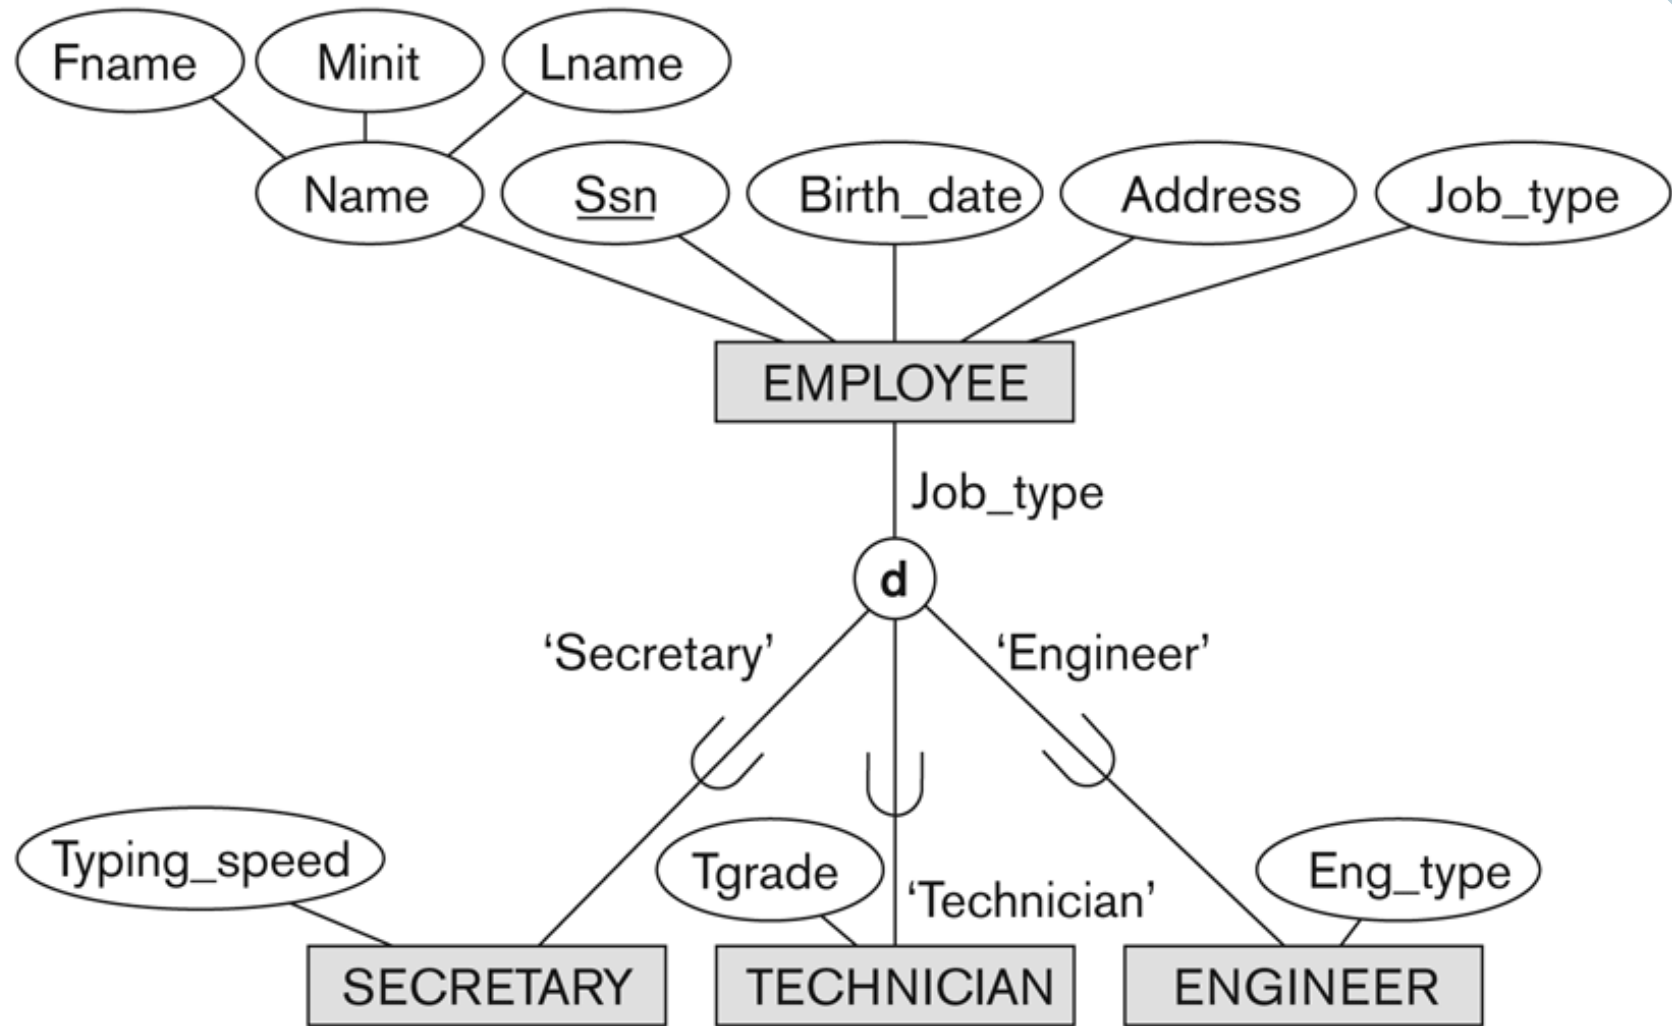 Fname Minit Lname
Name Ssn Birth_date Address Job_type
EMPLOYEE
Job_type
d
‘Secretary’ ‘Engineer’
Typing_speed Tgrade Eng_type
‘Technician’
SECRETARY TECHNICIAN ENGINEER